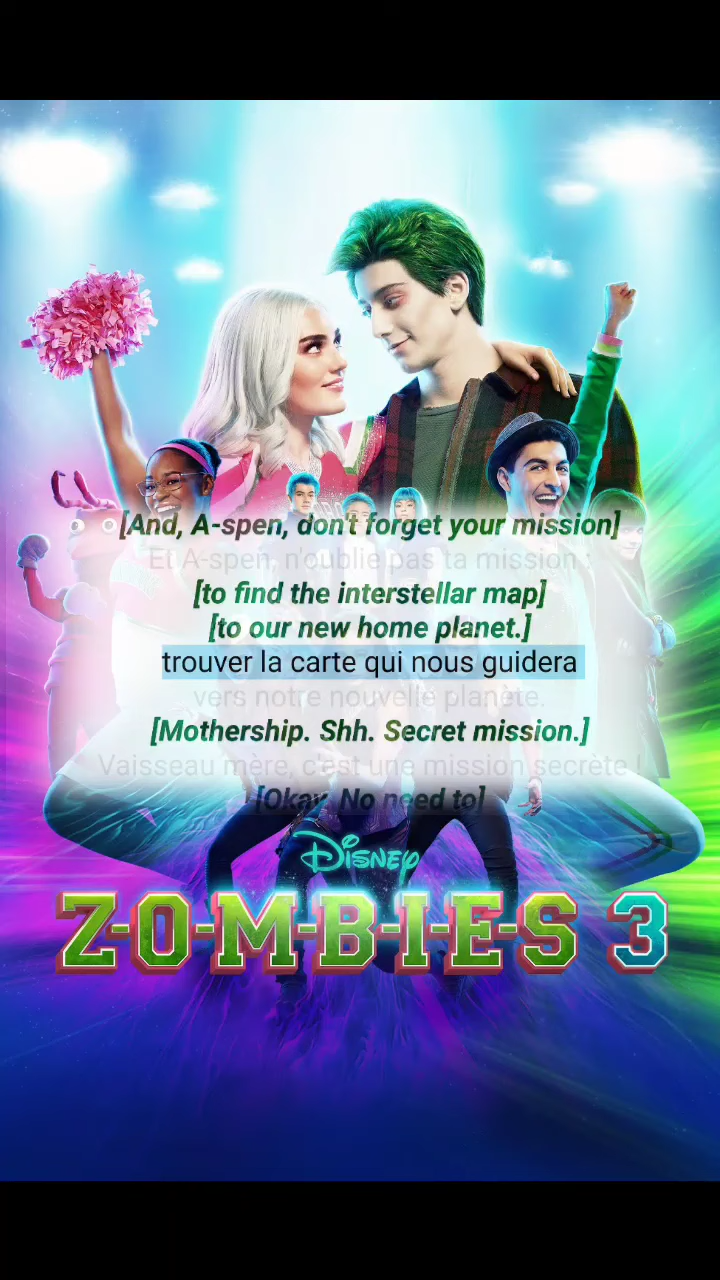 [And, A-spen, don't forget your mission]
Et A-spen, n'oublie pas ta mission :
[to find the interstellar map]
[to our new home planet.]
trouver la carte qui nous guidera
vers notre nouvelle planète.
[Mothership. Shh. Secret mission.]
Vaisseau mère, c'est une mission secrète !
[Okay. No need to]
Disney
Z-O-M-B-I-E-S 3